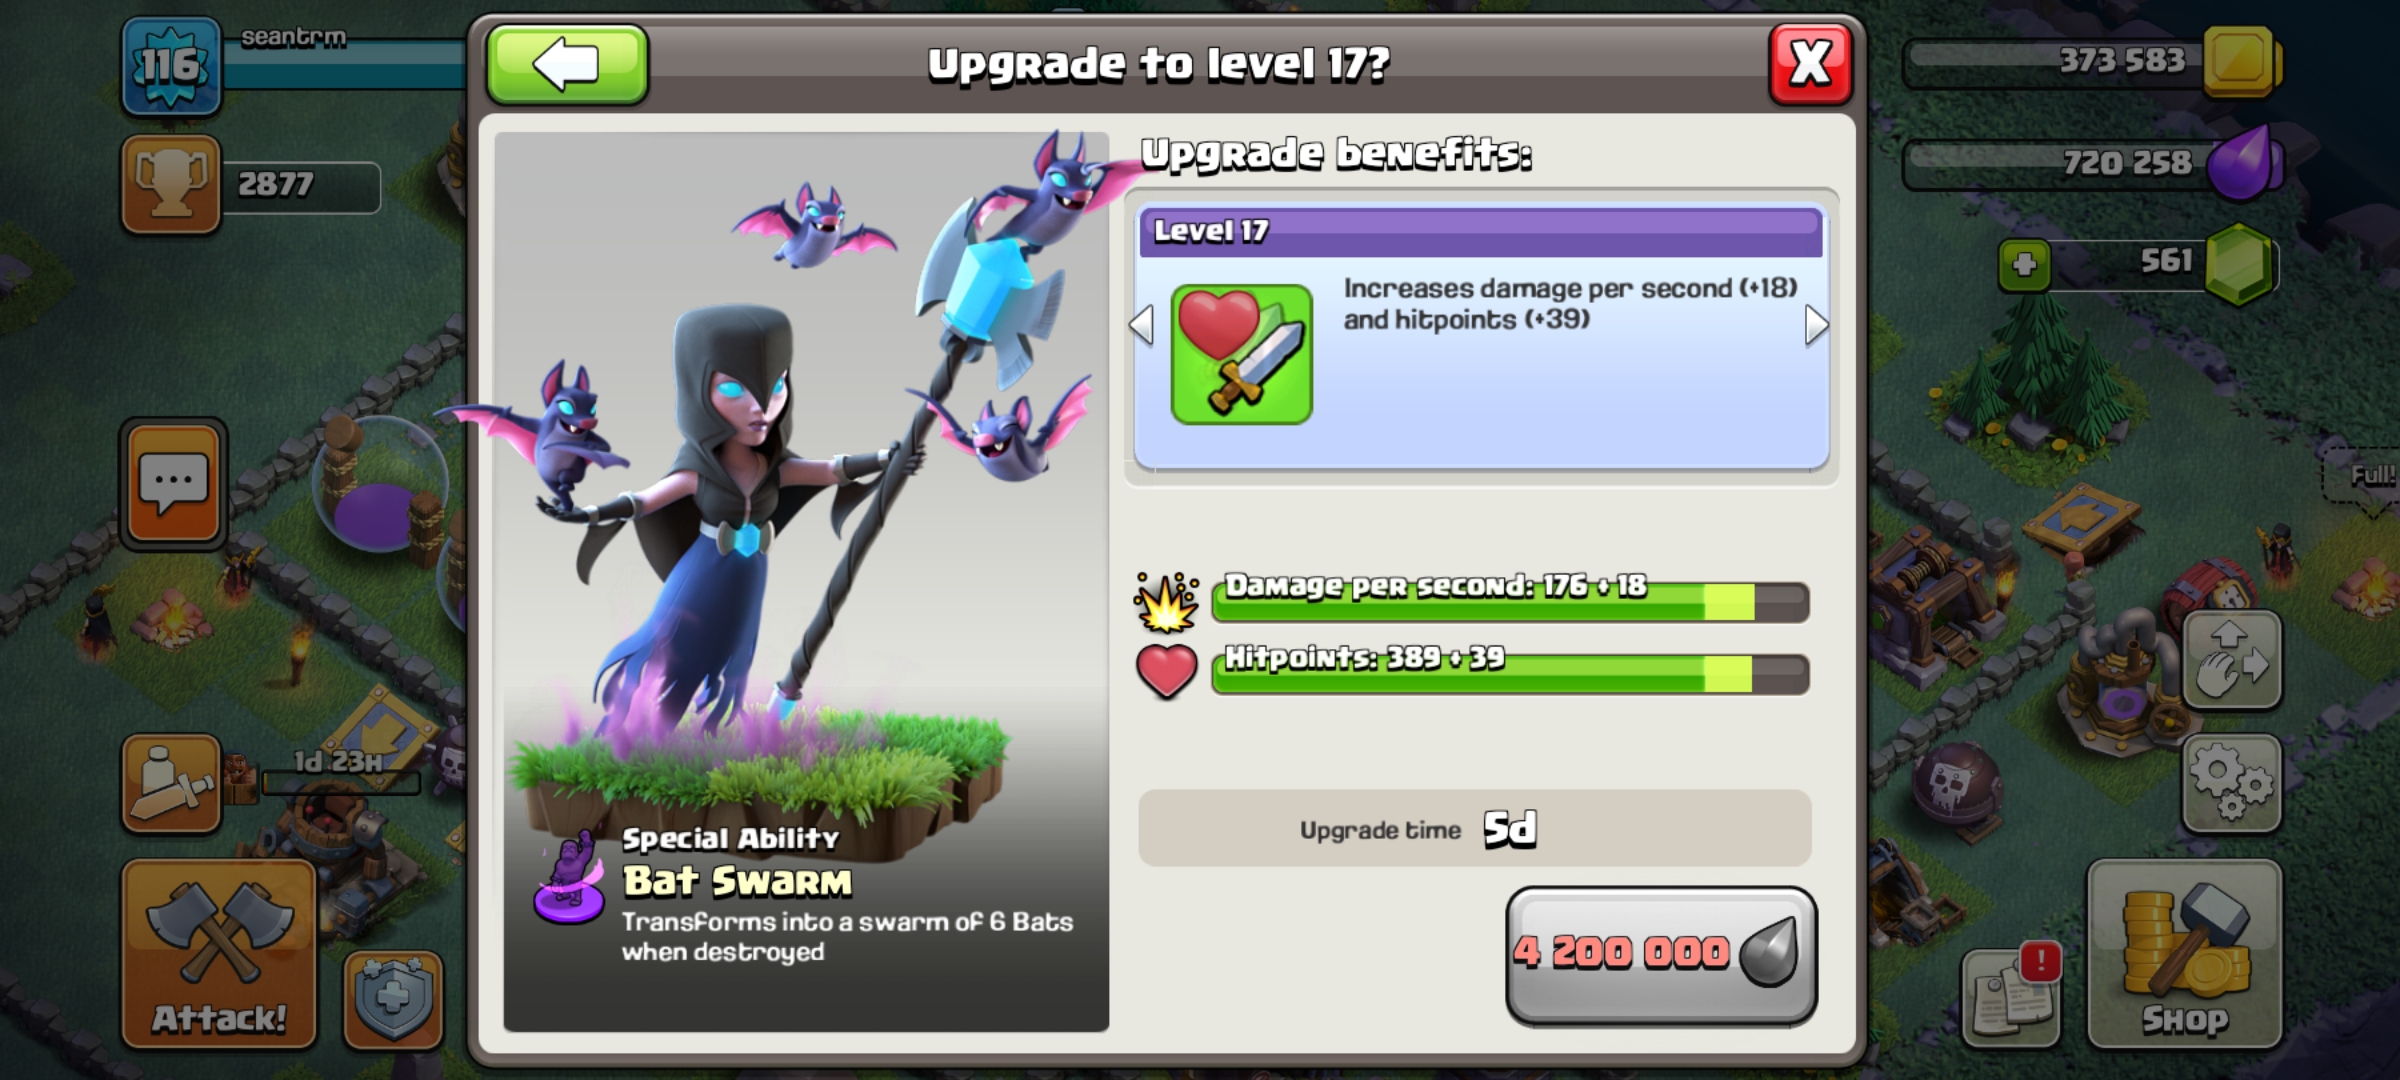 116
seantrm
Upgrade to level 17?
X
373 583
2877
720 258
561
Upgrade benefits:
Level 17
Increases damage per second (+18)
and hitpoints (+39)
Full!
Damage per second: 176 + 18
Hitpoints: 389 + 39
1d 23H
Upgrade time 5d
Special Ability
Bat Swarm
Transforms into a swarm of 6 Bats
when destroyed
4 200 000
Attack!
!
Shop